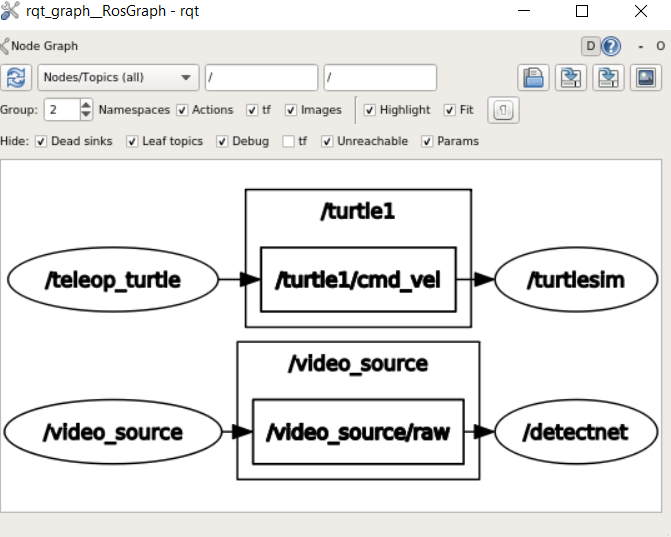 rqt_graph__RosGraph - rqt
Node Graph
D - O
Nodes/Topics (all) / /
Group: 2 Namespaces Actions tf Images Highlight Fit
Hide: Dead sinks Leaf topics Debug tf Unreachable Params
/turtle1
/teleop_turtle /turtle1/cmd_vel /turtlesim
/video_source
/video_source /video_source/raw /detectnet